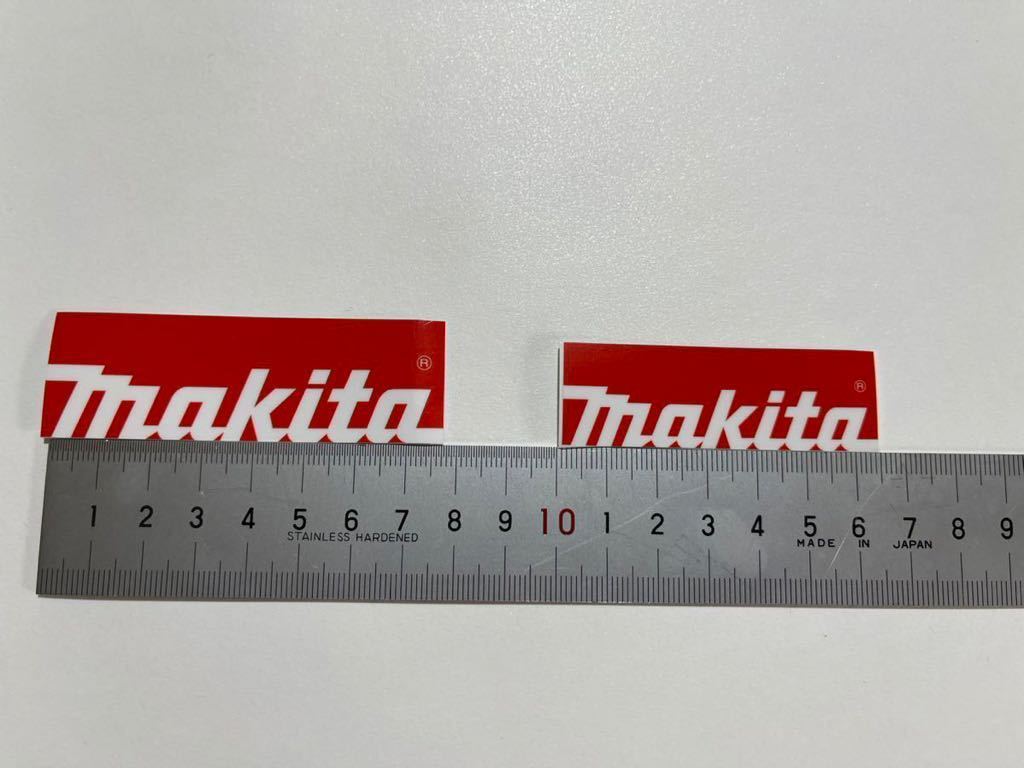 makita ®
makita ®
1 2 3 4 5 6 7 8 9 10 1 2 3 4 5 6 7 8 9
STAINLESS HARDENED
MADE IN JAPAN